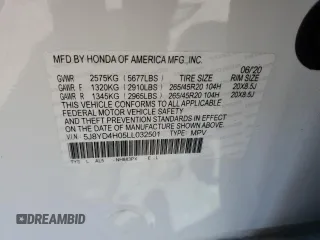 MFD BY HONDA OF AMERICA MFG.,INC.
06/20
GVWR 2575KG (5677LBS) TIRE SIZE RIM SIZE
GAWR F 1320KG (2910LBS) 265/45R20 104H 20X8.5J
GAWR R 1345KG (2965LBS) 265/45R20 104H 20X8.5J
THIS VEHICLE CONFORMS TO ALL APPLICABLE
FEDERAL MOTOR VEHICLE SAFETY AND
THEFT PREVENTION STANDARDS IN EFFECT ON THE
DATE OF MANUFACTURE SHOWN ABOVE.
V.I.N: 5J8YD4H05LL032501 TYPE: MPV
AUTOBIDCAR